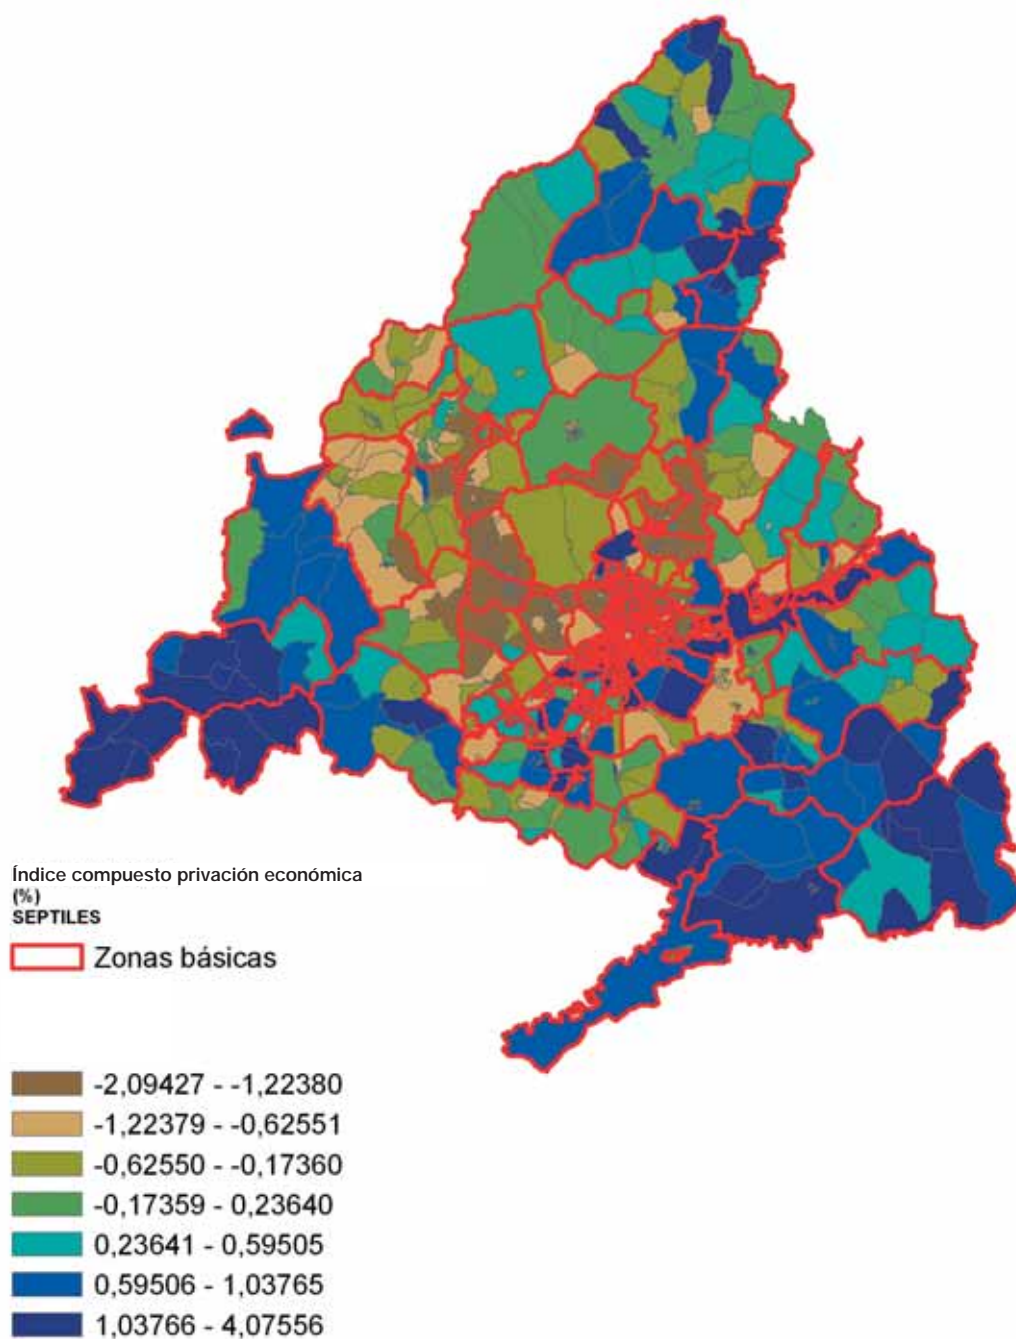 Índice compuesto privación económica
(%)
SEPTILES
Zonas básicas
-2,09427 - -1,22380
-1,22379 - -0,62551
-0,62550 - -0,17360
-0,17359 - 0,23640
0,23641 - 0,59505
0,59506 - 1,03765
1,03766 - 4,07556